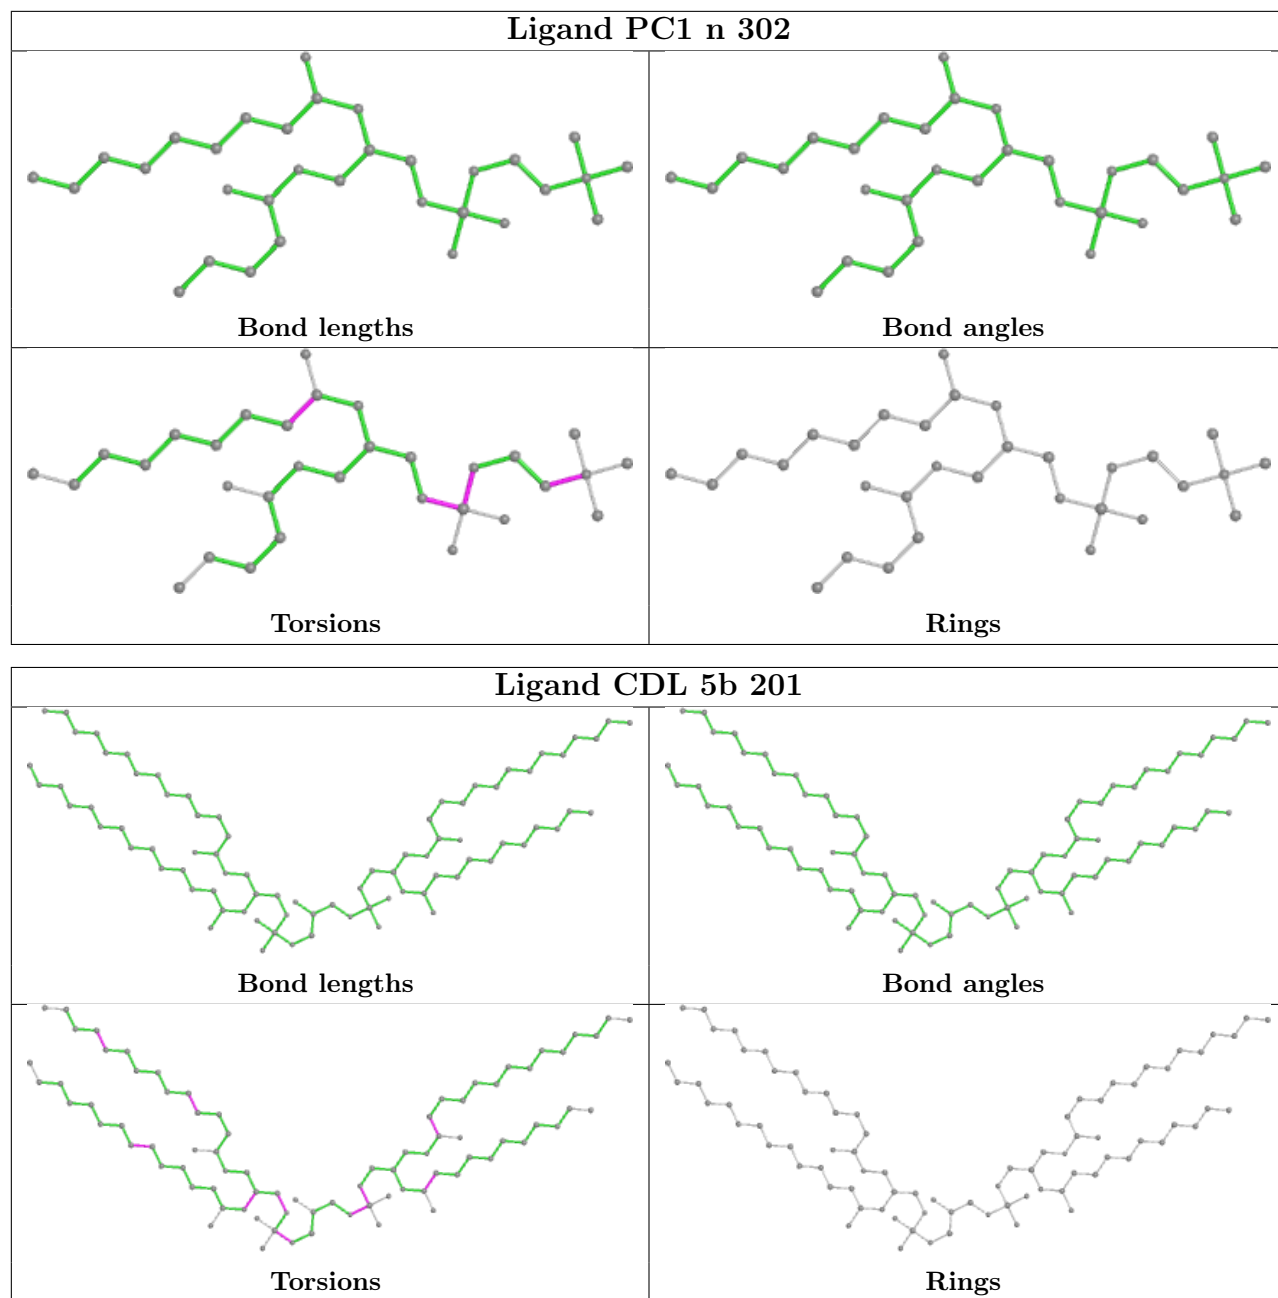 Ligand PC1 n 302
Bond lengths
Bond angles
Torsions
Rings
Ligand CDL 5b 201
Bond lengths
Bond angles
Torsions
Rings